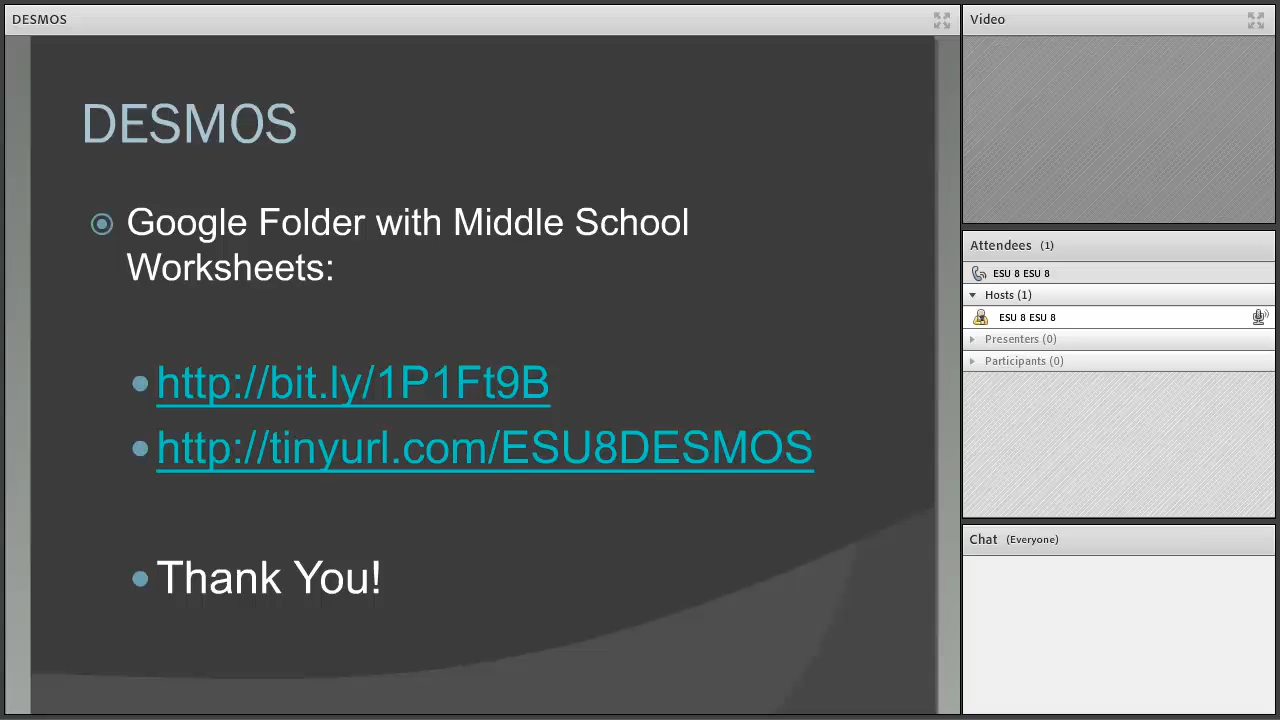 DESMOS
DESMOS
Google Folder with Middle School
Worksheets:
http://bit.ly/1P1Ft9B
http://tinyurl.com/ESU8DESMOS
Thank You!
Video
Attendees (1)
ESU 8 ESU 8
Hosts (1)
ESU 8 ESU 8
Presenters (0)
Participants (0)
Chat (Everyone)